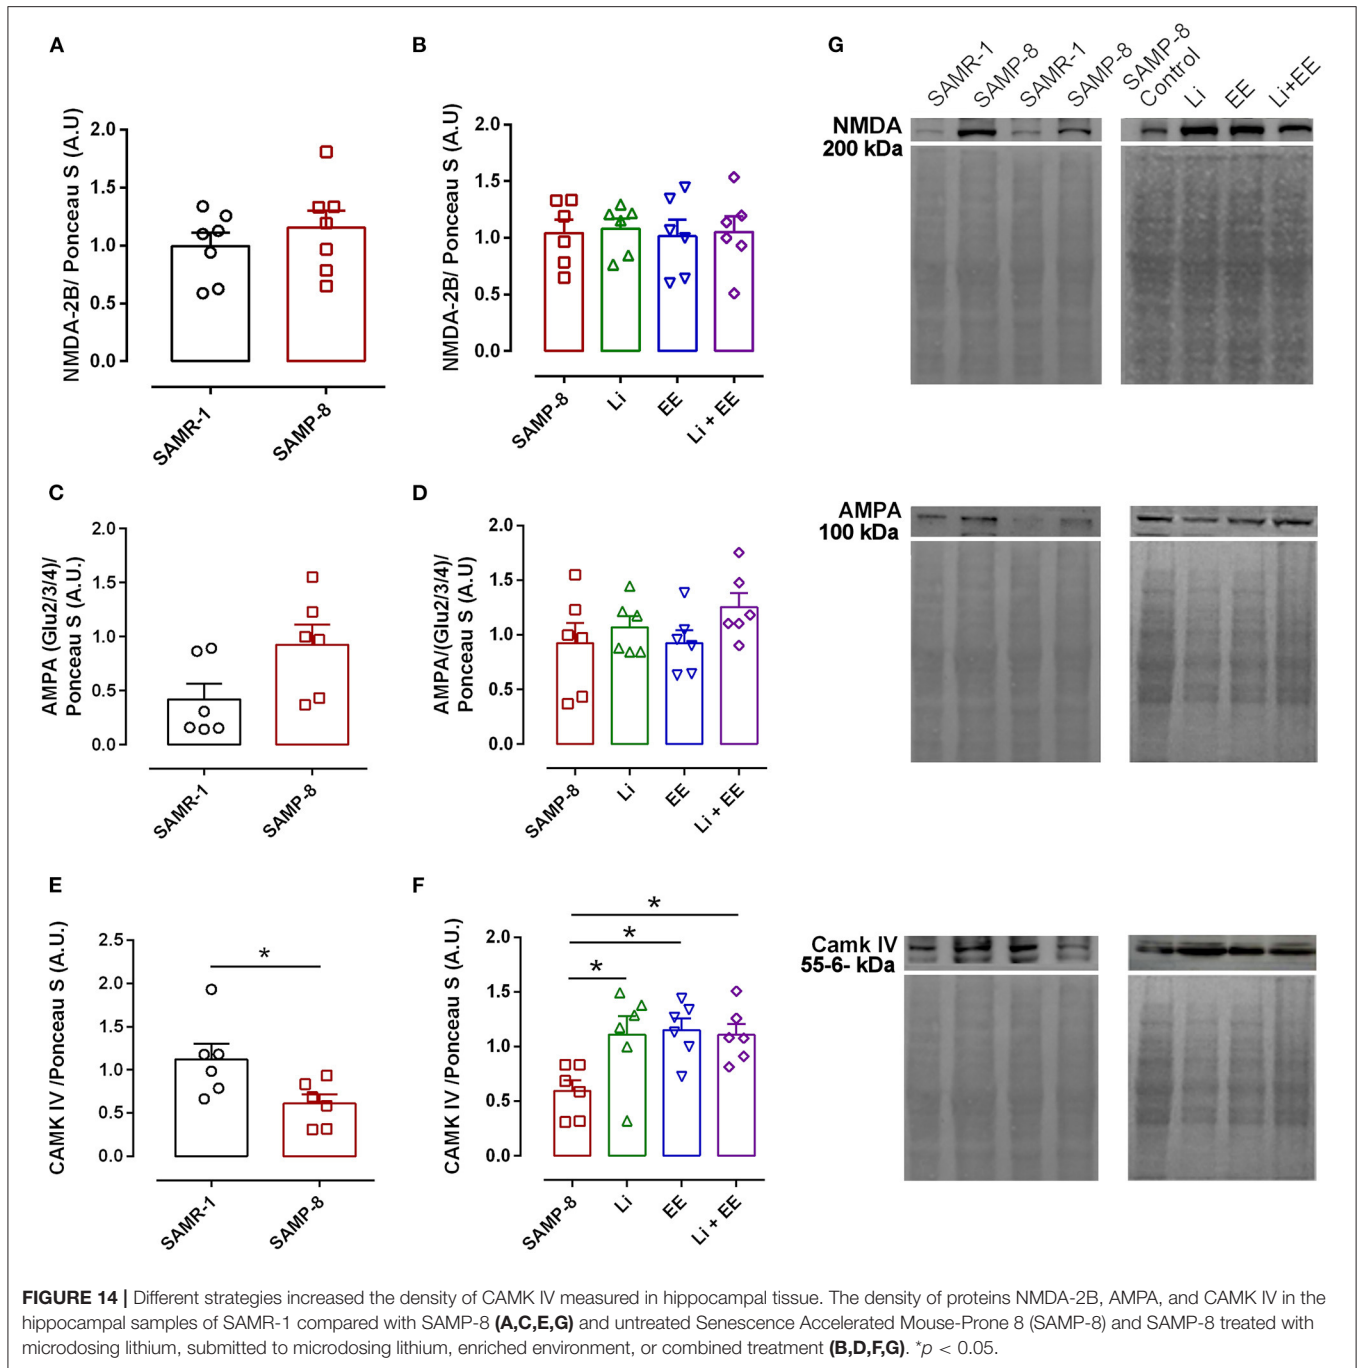 A
NMDA-2B/ Ponceau S (A.U)
2.0
1.5
1.0
0.5
0.0
SAMR-1
SAMP-8
B
NMDA-2B/ Ponceau S (A.U)
2.0
1.5
1.0
0.5
0.0
SAMP-8
Li
EE
Li + EE
G
SAMR-1
SAMP-8
SAMR-1
SAMP-8
SAMP-8
Control
Li
EE
Li+EE
NMDA
200 kDa
C
AMPA (Glu2/3/4)/
Ponceau S (A.U.)
2.0
1.5
1.0
0.5
0.0
SAMR-1
SAMP-8
D
AMPA/(Glu2/3/4)/
Ponceau S (A.U)
2.0
1.5
1.0
0.5
0.0
SAMP-8
Li
EE
Li + EE
AMPA
100 kDa
E
CAMK IV /Ponceau S (A.U.)
2.5
2.0
1.5
1.0
0.5
0.0
*
SAMR-1
SAMP-8
F
CAMK IV /Ponceau S (A.U.)
2.0
1.5
1.0
0.5
0.0
*
*
*
SAMP-8
Li
EE
Li + EE
Camk IV
55-6- kDa
FIGURE 14 | Different strategies increased the density of CAMK IV measured in hippocampal tissue. The density of proteins NMDA-2B, AMPA, and CAMK IV in the
hippocampal samples of SAMR-1 compared with SAMP-8 (A,C,E,G) and untreated Senescence Accelerated Mouse-Prone 8 (SAMP-8) and SAMP-8 treated with
microdosing lithium, submitted to microdosing lithium, enriched environment, or combined treatment (B,D,F,G). *p < 0.05.